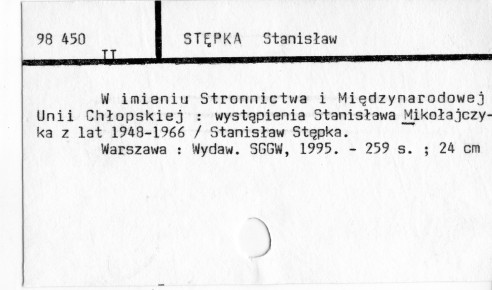 98 450 STĘPKA Stanisław
II
W imieniu Stronnictwa i Międzynarodowej
Unii Chłopskiej : wystąpienia Stanisława Mikołajczy-
ka z lat 1948-1966 / Stanisław Stępka.
Warszawa : Wydaw. SGGW, 1995. - 259 s. ; 24 cm